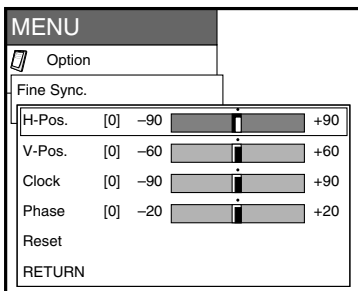 MENU
Option
Fine Sync.
H-Pos. [0] –90 +90
V-Pos. [0] –60 +60
Clock [0] –90 +90
Phase [0] –20 +20
Reset
RETURN